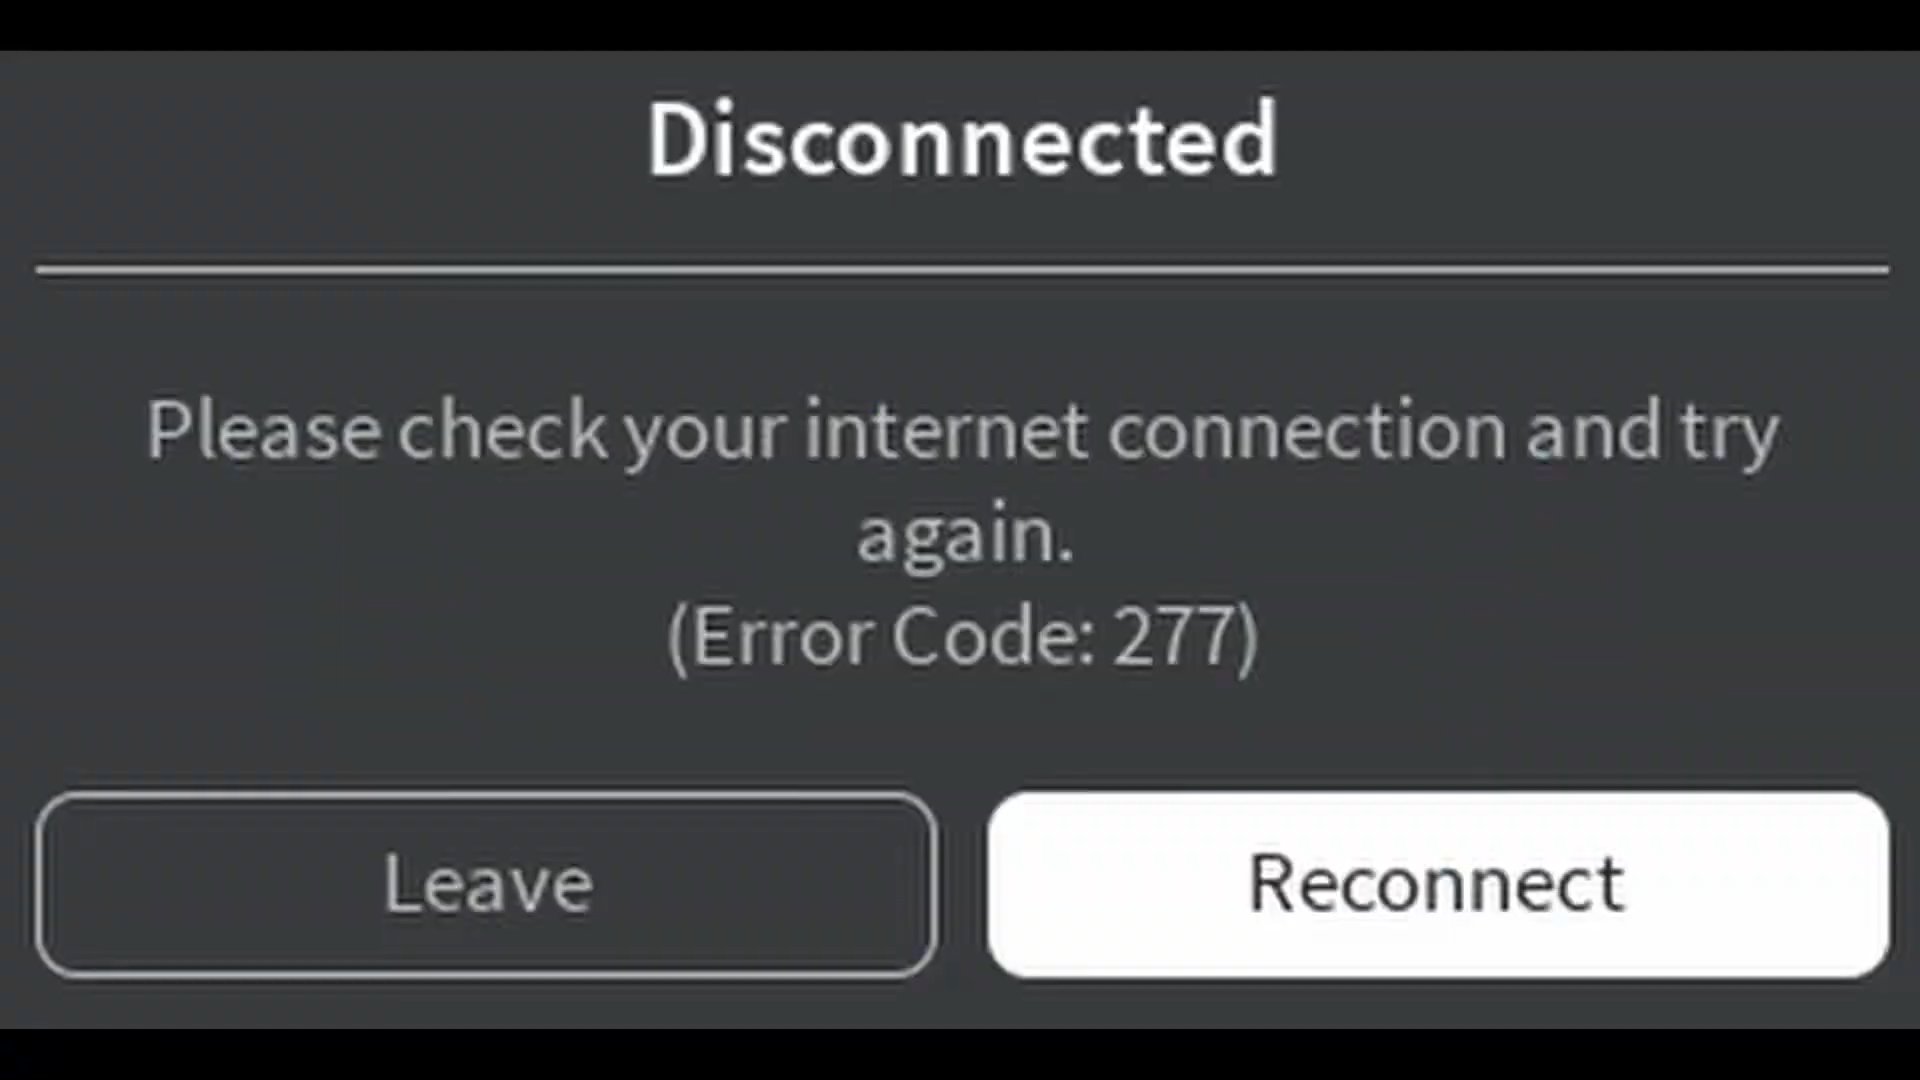 Disconnected
Please check your internet connection and try
again.
(Error Code: 277)
Leave
Reconnect